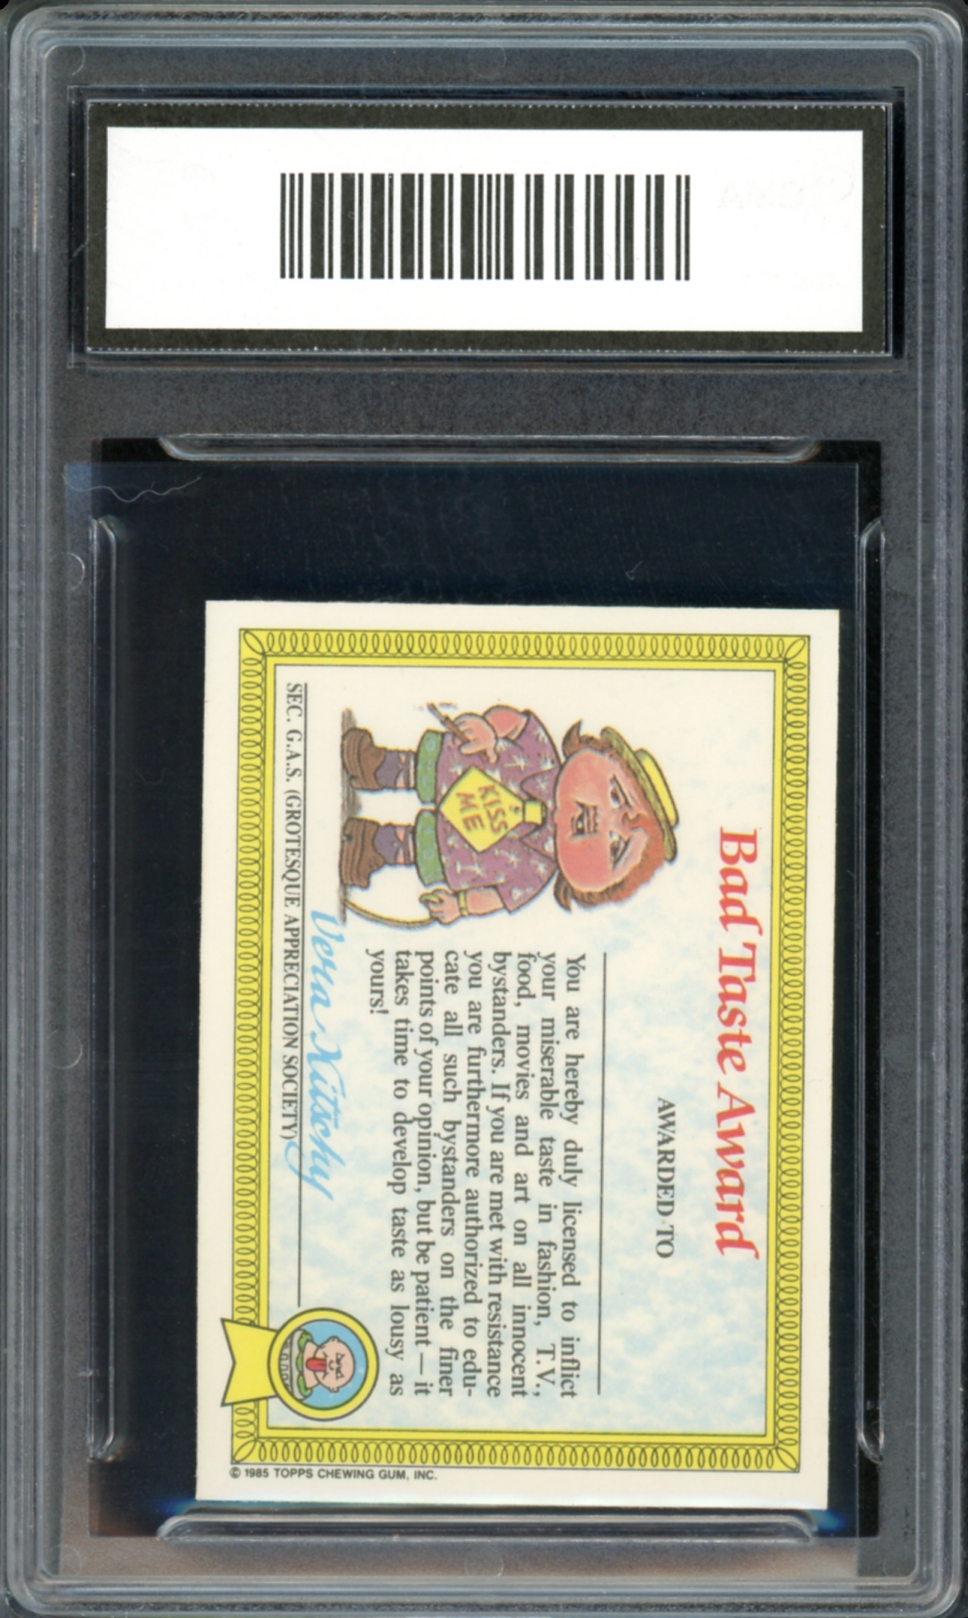 Bad Taste Award
AWARDED TO
You are hereby duly licensed to inflict
your miserable taste in fashion, T.V.,
food, movies and art on all innocent
bystanders. If you are met with resistance
you are furthermore authorized to edu-
cate all such bystanders on the finer
points of your opinion, but be patient — it
takes time to develop taste as lousy as
yours!
KISS
ME
Vera Kitschy
SEC. G.A.S. (GROTESQUE APPRECIATION SOCIETY)
© 1985 TOPPS CHEWING GUM, INC.